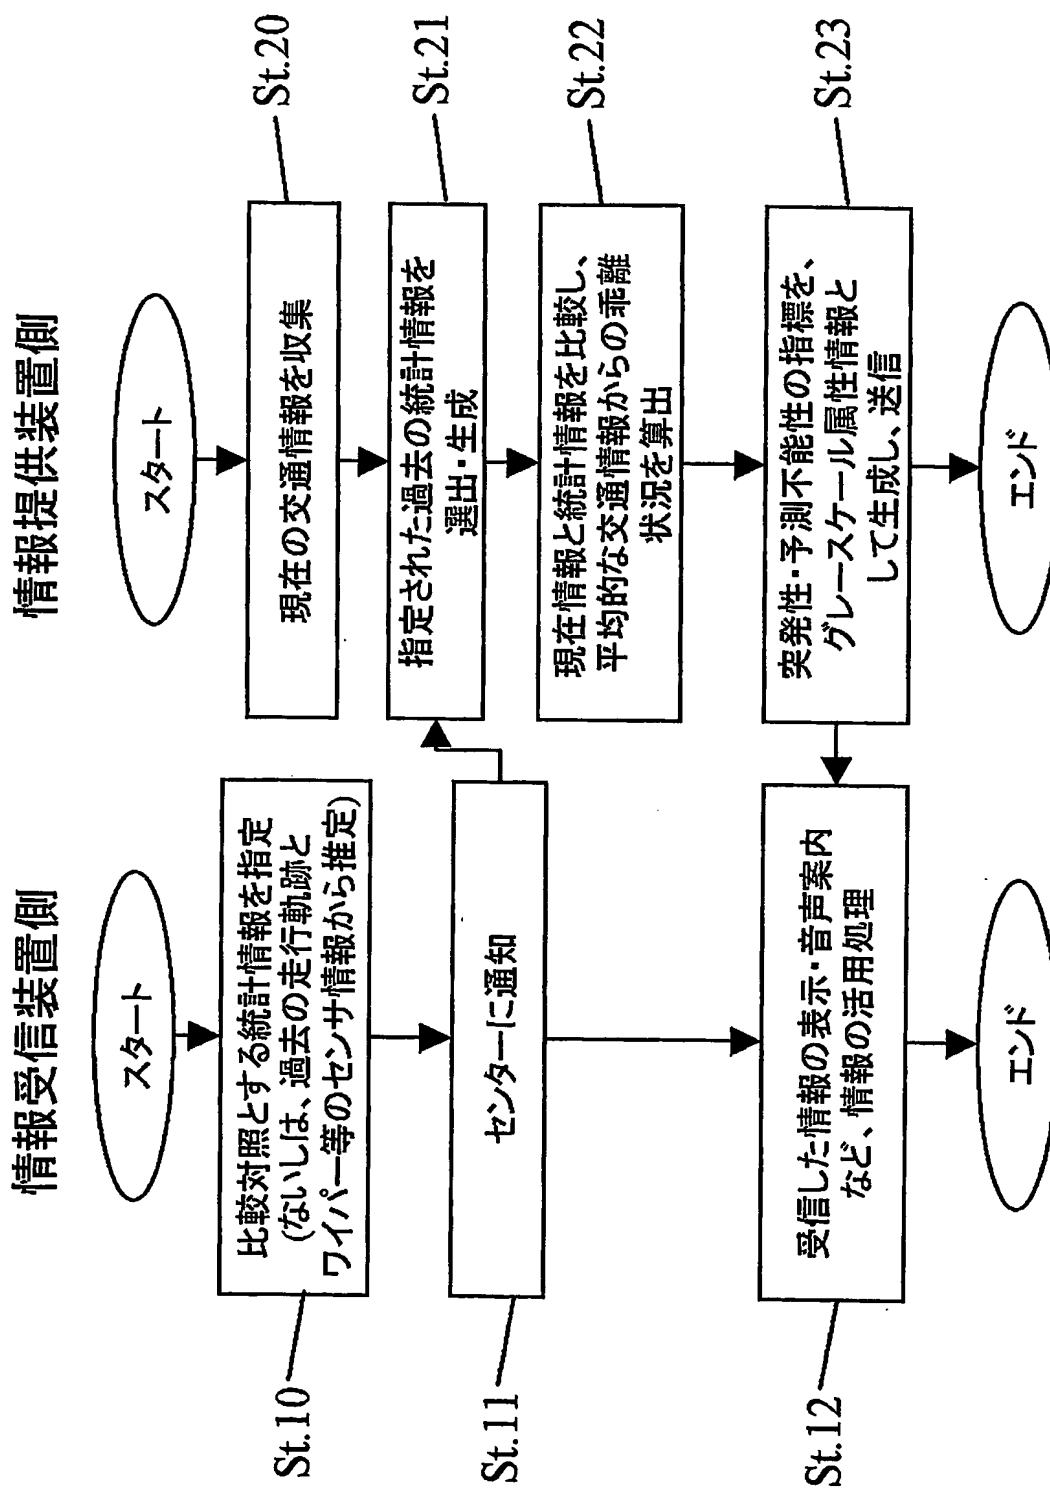 情報受信装置側
スタート
St.10
比較対照とする統計情報を指定
(ないしは、過去の走行軌跡と
ワイパー等のセンサ情報から推定)
St.11
センターに通知
St.12
受信した情報の表示・音声案内
など、情報の活用処理
エンド
情報提供装置側
スタート
現在の交通情報を収集
St.20
指定された過去の統計情報を
選出・生成
St.21
現在情報と統計情報を比較し、
平均的な交通情報からの乖離
状況を算出
St.22
突発性・予測不能性の指標を、
グレースケール属性情報と
して生成し、送信
St.23
エンド